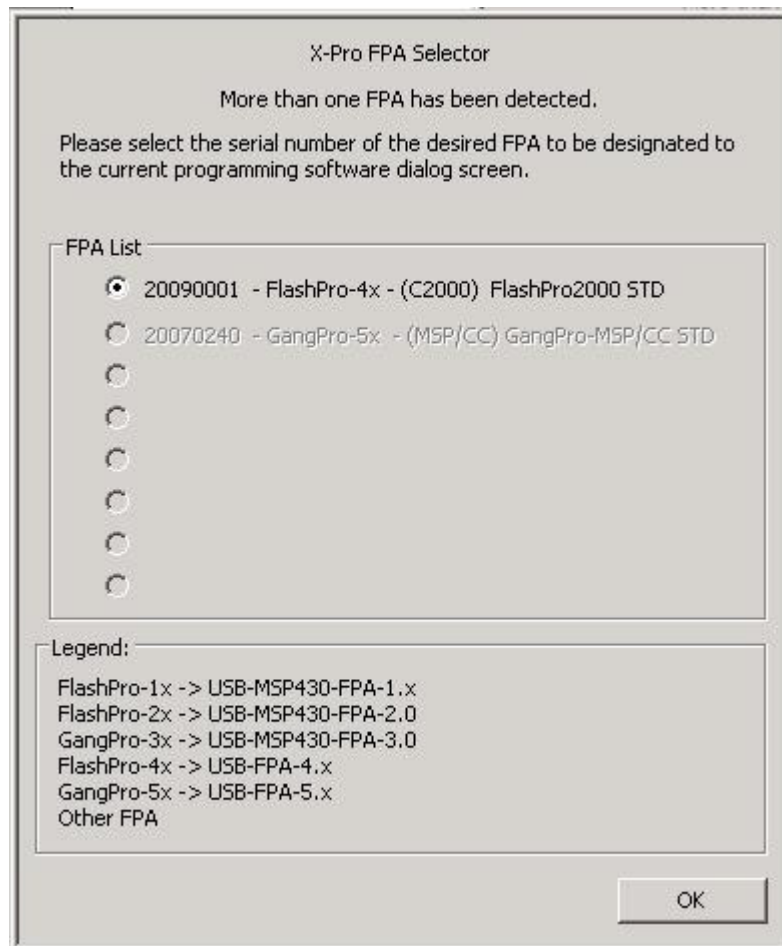 X-Pro FPA Selector
More than one FPA has been detected.
Please select the serial number of the desired FPA to be designated to
the current programming software dialog screen.
FPA List
20090001 - FlashPro-4x - (C2000) FlashPro2000 STD
20070240 - GangPro-5x - (MSP/CC) GangPro-MSP/CC STD
Legend:
FlashPro-1x -> USB-MSP430-FPA-1.x
FlashPro-2x -> USB-MSP430-FPA-2.0
GangPro-3x -> USB-MSP430-FPA-3.0
FlashPro-4x -> USB-FPA-4.x
GangPro-5x -> USB-FPA-5.x
Other FPA
OK